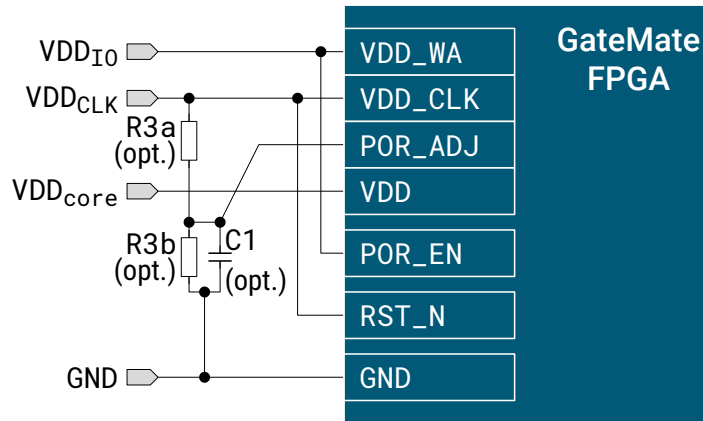 VDDIO
VDD_WA
GateMate
FPGA
VDDCLK
VDD_CLK
R3a
(opt.)
POR_ADJ
VDDcore
VDD
R3b
(opt.)
C1
(opt.)
POR_EN
RST_N
GND
GND